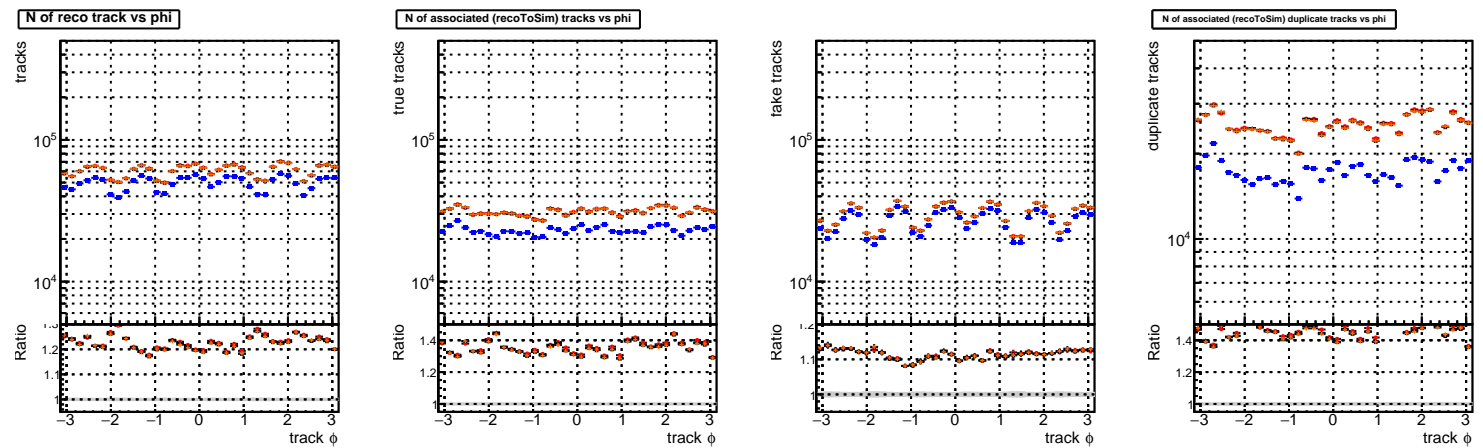 N of reco track vs phi
tracks
10^5
10^4
Ratio
1.3
1.2
1.1
1
−3 −2 −1 0 1 2 3
track ϕ
N of associated (recoToSim) tracks vs phi
true tracks
10^5
10^4
Ratio
1.4
1.2
1
−3 −2 −1 0 1 2 3
track ϕ
fake tracks
10^5
10^4
Ratio
1.2
1.1
1
−3 −2 −1 0 1 2 3
track ϕ
N of associated (recoToSim) duplicate tracks vs phi
duplicate tracks
10^4
Ratio
1.4
1.2
1
−3 −2 −1 0 1 2 3
track ϕ